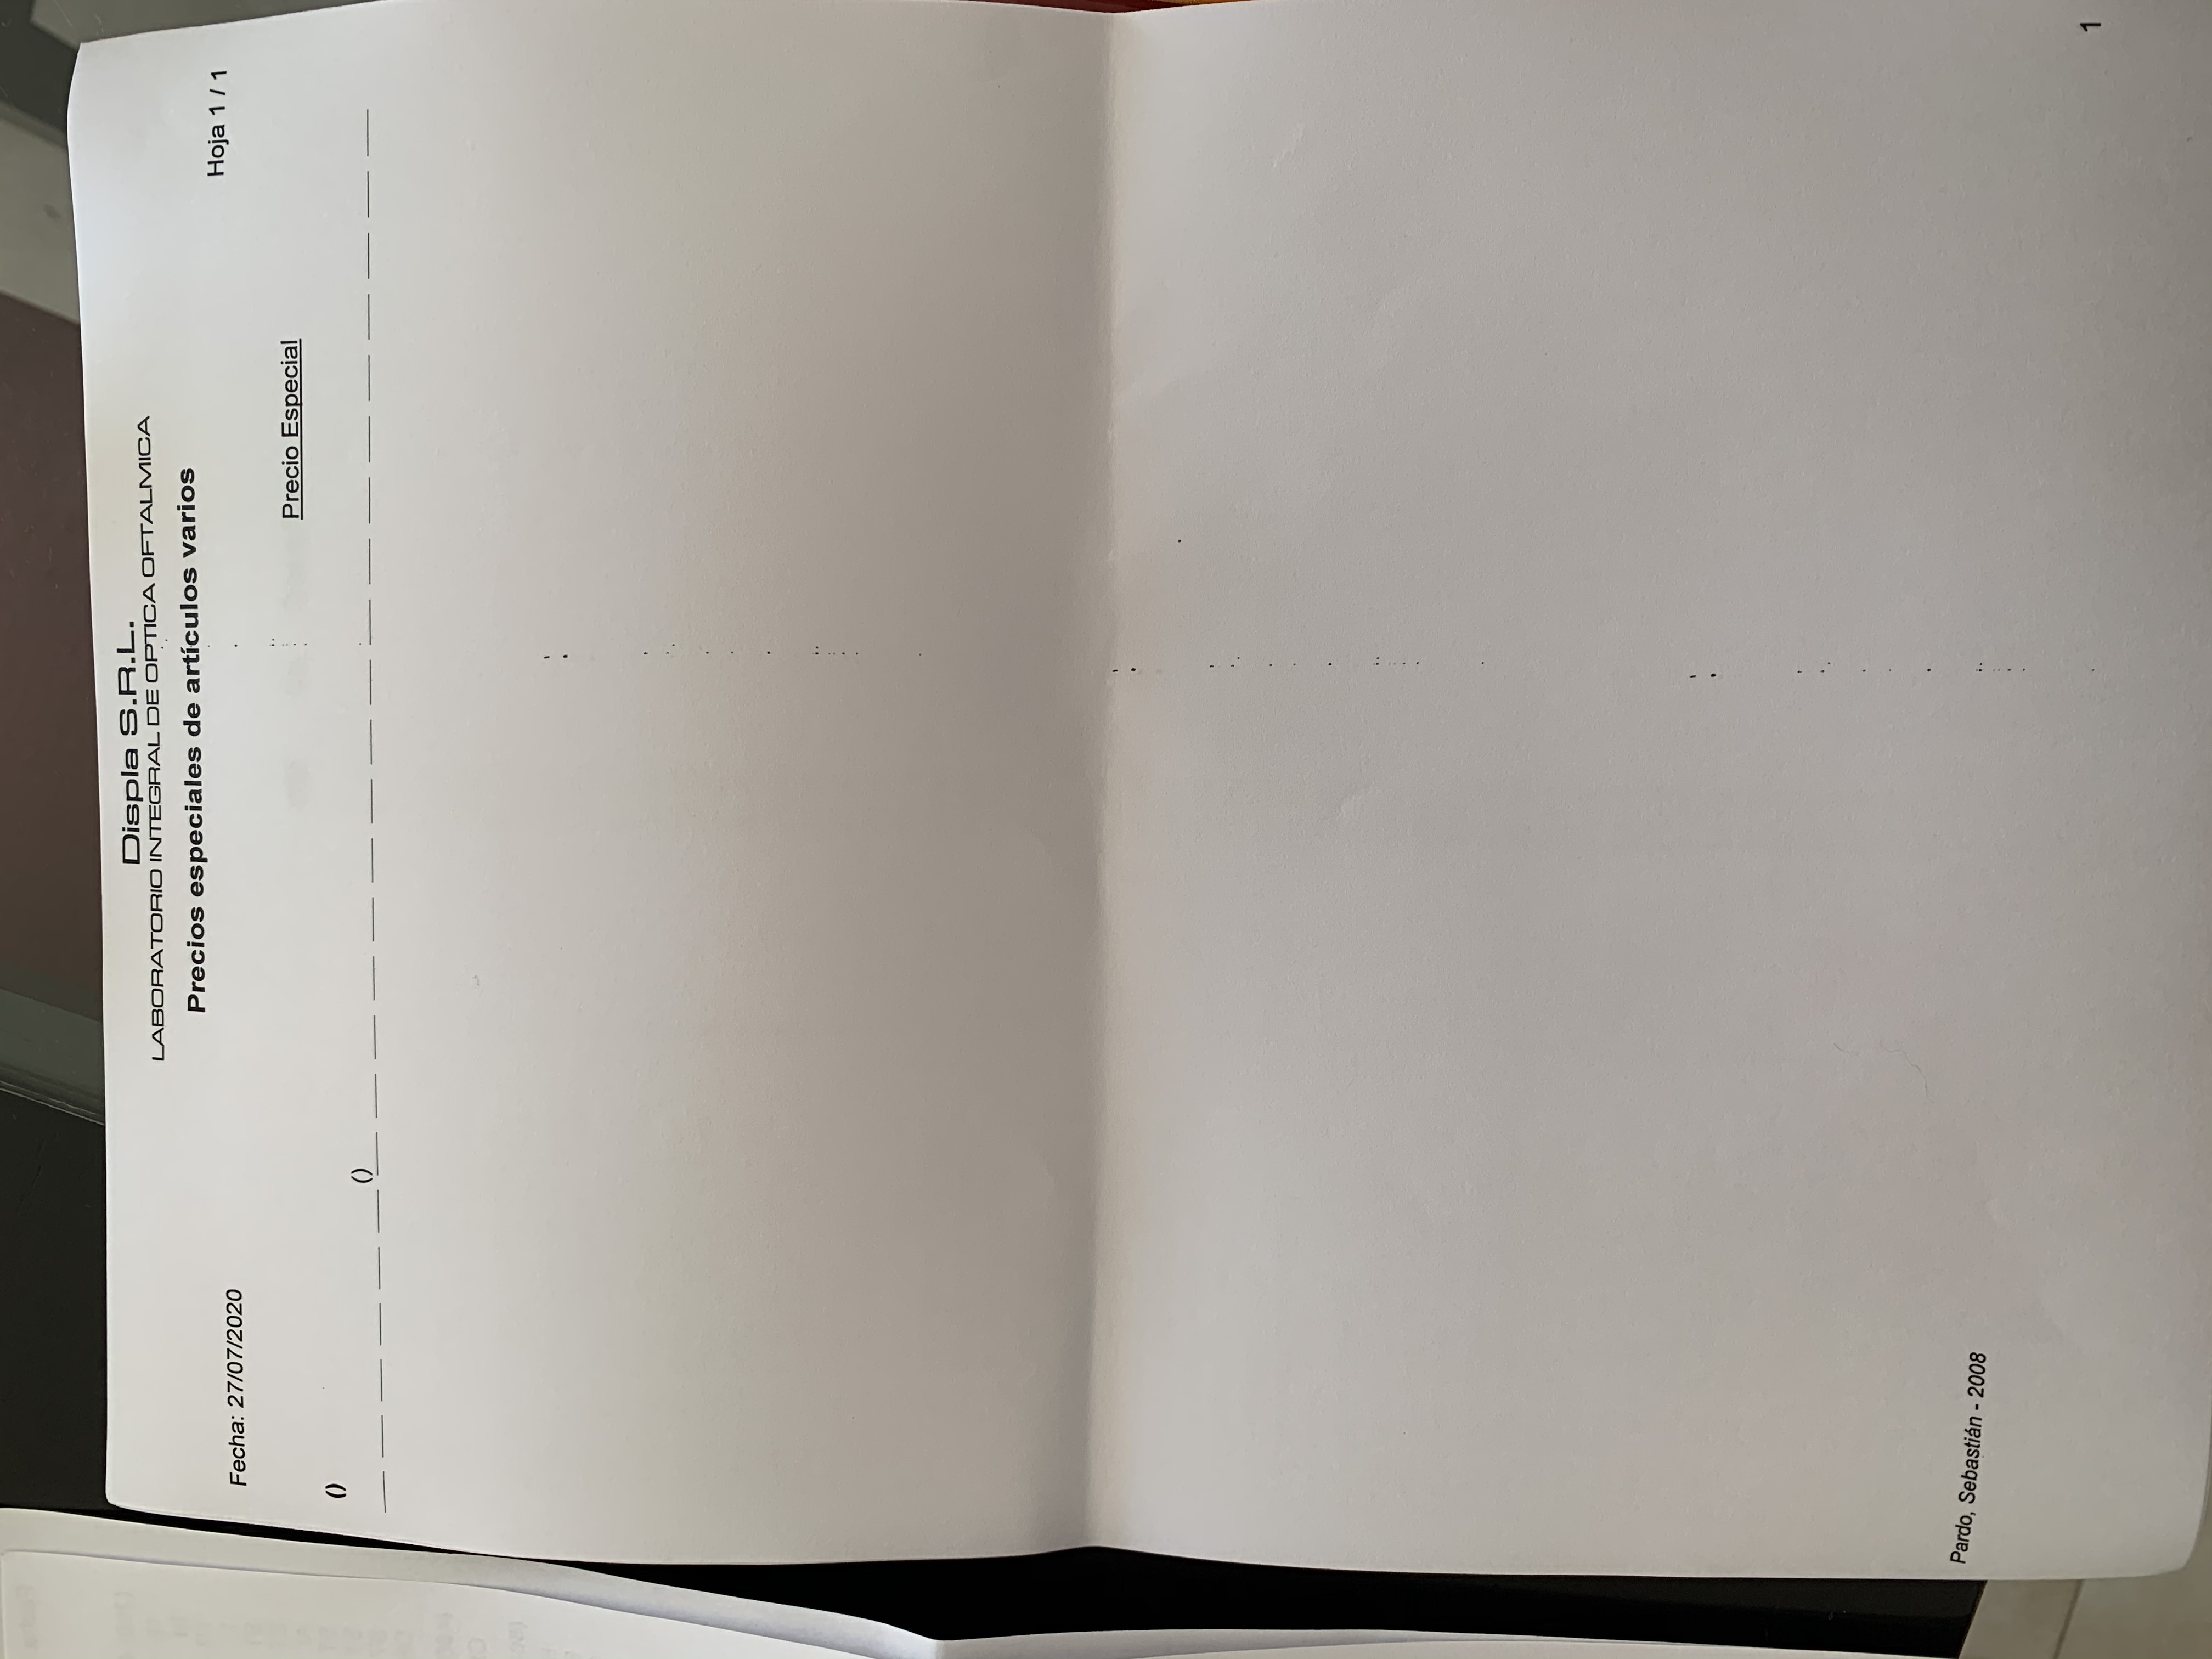 Displa S.R.L.
LABORATORIO INTEGRAL DE OPTICA OFTALMICA
Precios especiales de artículos varios
Fecha: 27/07/2020
Hoja 1 / 1
Precio Especial
()
()
Pardo, Sebastián - 2008
1